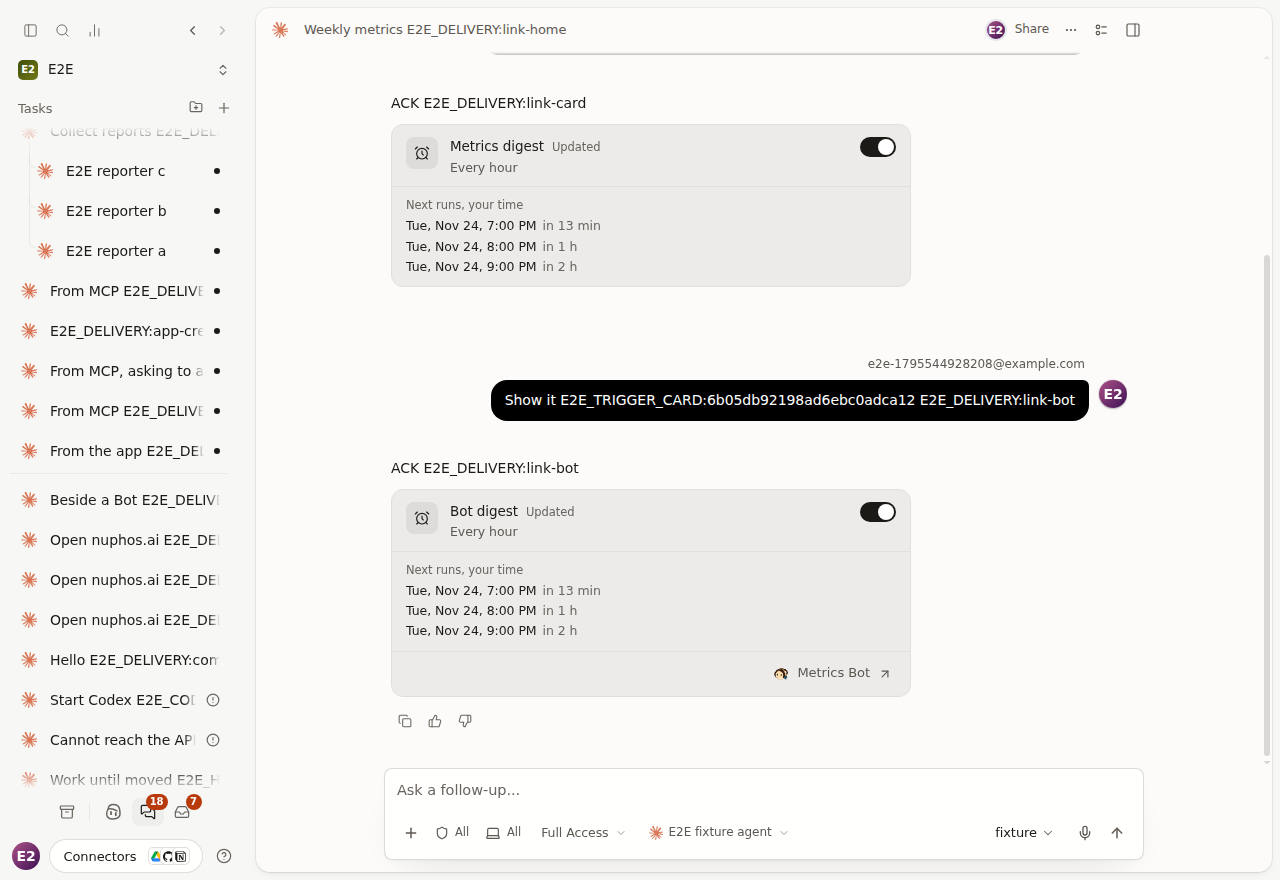 Weekly metrics E2E_DELIVERY:link-home
E2 Share
E2 E2E
Tasks
Collect reports E2E_DEL
E2E reporter c
E2E reporter b
E2E reporter a
From MCP E2E_DELIVE
E2E_DELIVERY:app-cre
From MCP, asking to a
From MCP E2E_DELIVE
From the app E2E_DEL
Beside a Bot E2E_DELIV
Open nuphos.ai E2E_DE
Open nuphos.ai E2E_DE
Open nuphos.ai E2E_DE
Hello E2E_DELIVERY:com
Start Codex E2E_COD
Cannot reach the API
Work until moved E2E_H
18 7
E2 Connectors
ACK E2E_DELIVERY:link-card
Metrics digest Updated
Every hour
Next runs, your time
Tue, Nov 24, 7:00 PM in 13 min
Tue, Nov 24, 8:00 PM in 1 h
Tue, Nov 24, 9:00 PM in 2 h
e2e-1795544928208@example.com
Show it E2E_TRIGGER_CARD:6b05db92198ad6ebc0adca12 E2E_DELIVERY:link-bot
E2
ACK E2E_DELIVERY:link-bot
Bot digest Updated
Every hour
Next runs, your time
Tue, Nov 24, 7:00 PM in 13 min
Tue, Nov 24, 8:00 PM in 1 h
Tue, Nov 24, 9:00 PM in 2 h
Metrics Bot
Ask a follow-up...
All All Full Access E2E fixture agent fixture